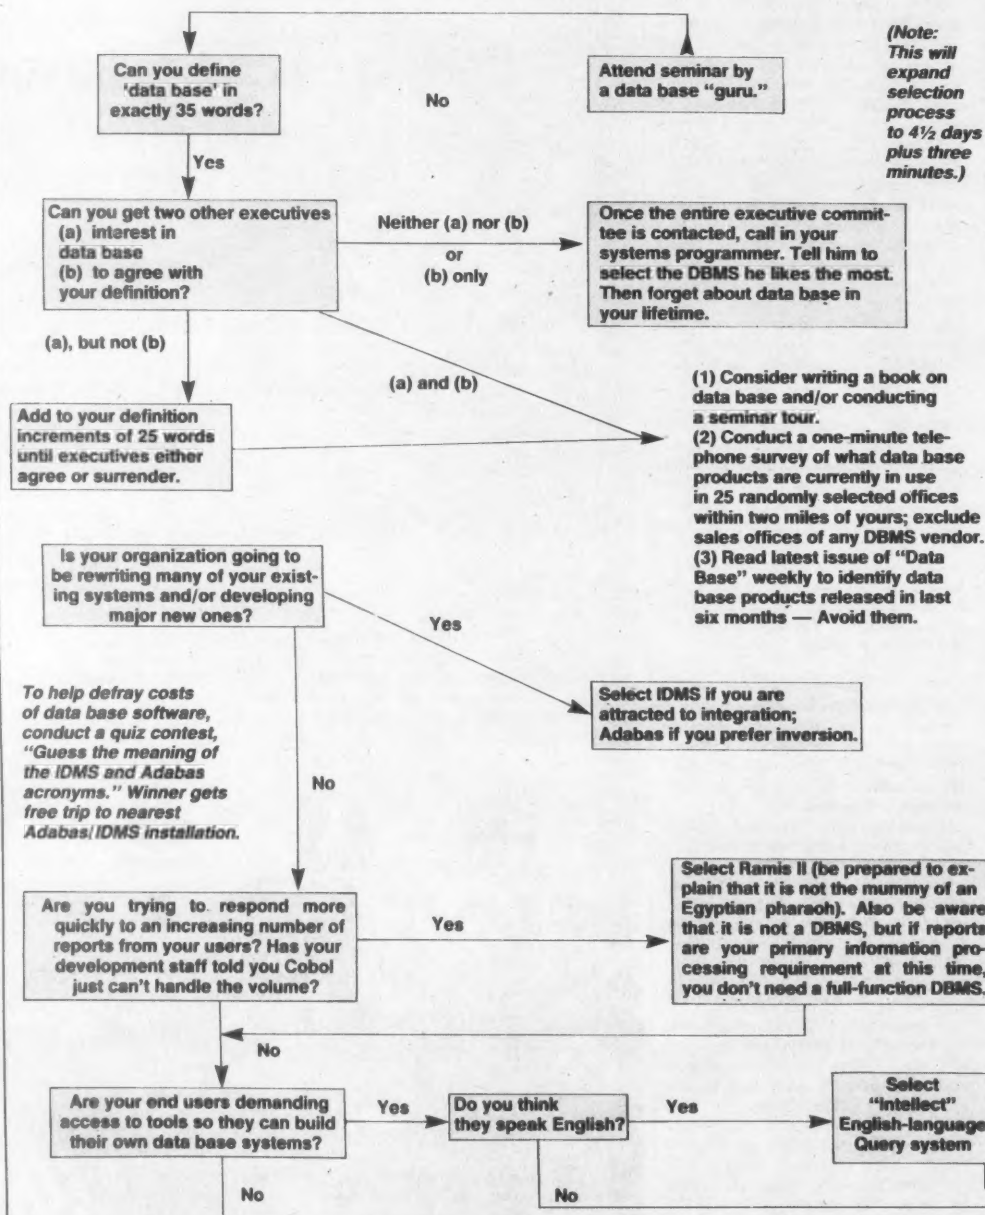 Can you define
'data base' in
exactly 35 words?
No
Attend seminar by
a data base "guru."
(Note:
This will
expand
selection
process
to 4½ days
plus three
minutes.)
Yes
Can you get two other executives
(a) interest in
data base
(b) to agree with
your definition?
Neither (a) nor (b)
or
(b) only
Once the entire executive commit-
tee is contacted, call in your
systems programmer. Tell him to
select the DBMS he likes the most.
Then forget about data base in
your lifetime.
(a), but not (b)
(a) and (b)
Add to your definition
increments of 25 words
until executives either
agree or surrender.
(1) Consider writing a book on
data base and/or conducting
a seminar tour.
(2) Conduct a one-minute tele-
phone survey of what data base
products are currently in use
in 25 randomly selected offices
within two miles of yours; exclude
sales offices of any DBMS vendor.
(3) Read latest issue of "Data
Base" weekly to identify data
base products released in last
six months — Avoid them.
Is your organization going to
be rewriting many of your exist-
ing systems and/or developing
major new ones?
Yes
Select IDMS if you are
attracted to integration;
Adabas if you prefer inversion.
To help defray costs
of data base software,
conduct a quiz contest,
"Guess the meaning of
the IDMS and Adabas
acronyms." Winner gets
free trip to nearest
Adabas/IDMS installation.
No
Are you trying to respond more
quickly to an increasing number of
reports from your users? Has your
development staff told you Cobol
just can't handle the volume?
Yes
Select Ramis II (be prepared to ex-
plain that it is not the mummy of an
Egyptian pharaoh). Also be aware
that it is not a DBMS, but if reports
are your primary information pro-
cessing requirement at this time,
you don't need a full-function DBMS.
No
Are your end users demanding
access to tools so they can build
their own data base systems?
Yes
Do you think
they speak English?
Yes
Select
"Intellect"
English-language
Query system
No
No